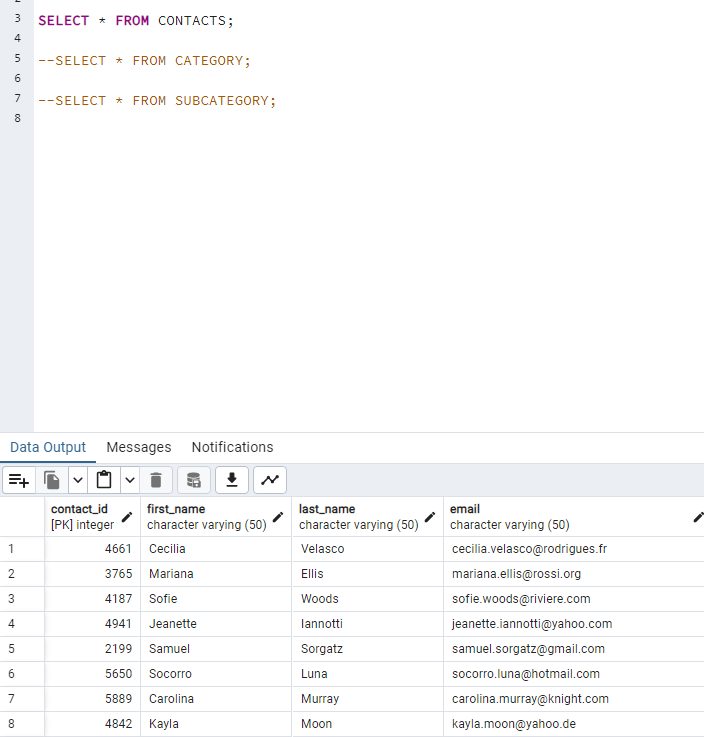 3 SELECT * FROM CONTACTS;
4
5 --SELECT * FROM CATEGORY;
6
7 --SELECT * FROM SUBCATEGORY;
8
Data Output Messages Notifications
contact_id first_name last_name email
[PK] integer character varying (50) character varying (50) character varying (50)
1 4661 Cecilia Velasco cecilia.velasco@rodrigues.fr
2 3765 Mariana Ellis mariana.ellis@rossi.org
3 4187 Sofie Woods sofie.woods@riviere.com
4 4941 Jeanette Iannotti jeanette.iannotti@yahoo.com
5 2199 Samuel Sorgatz samuel.sorgatz@gmail.com
6 5650 Socorro Luna socorro.luna@hotmail.com
7 5889 Carolina Murray carolina.murray@knight.com
8 4842 Kayla Moon kayla.moon@yahoo.de